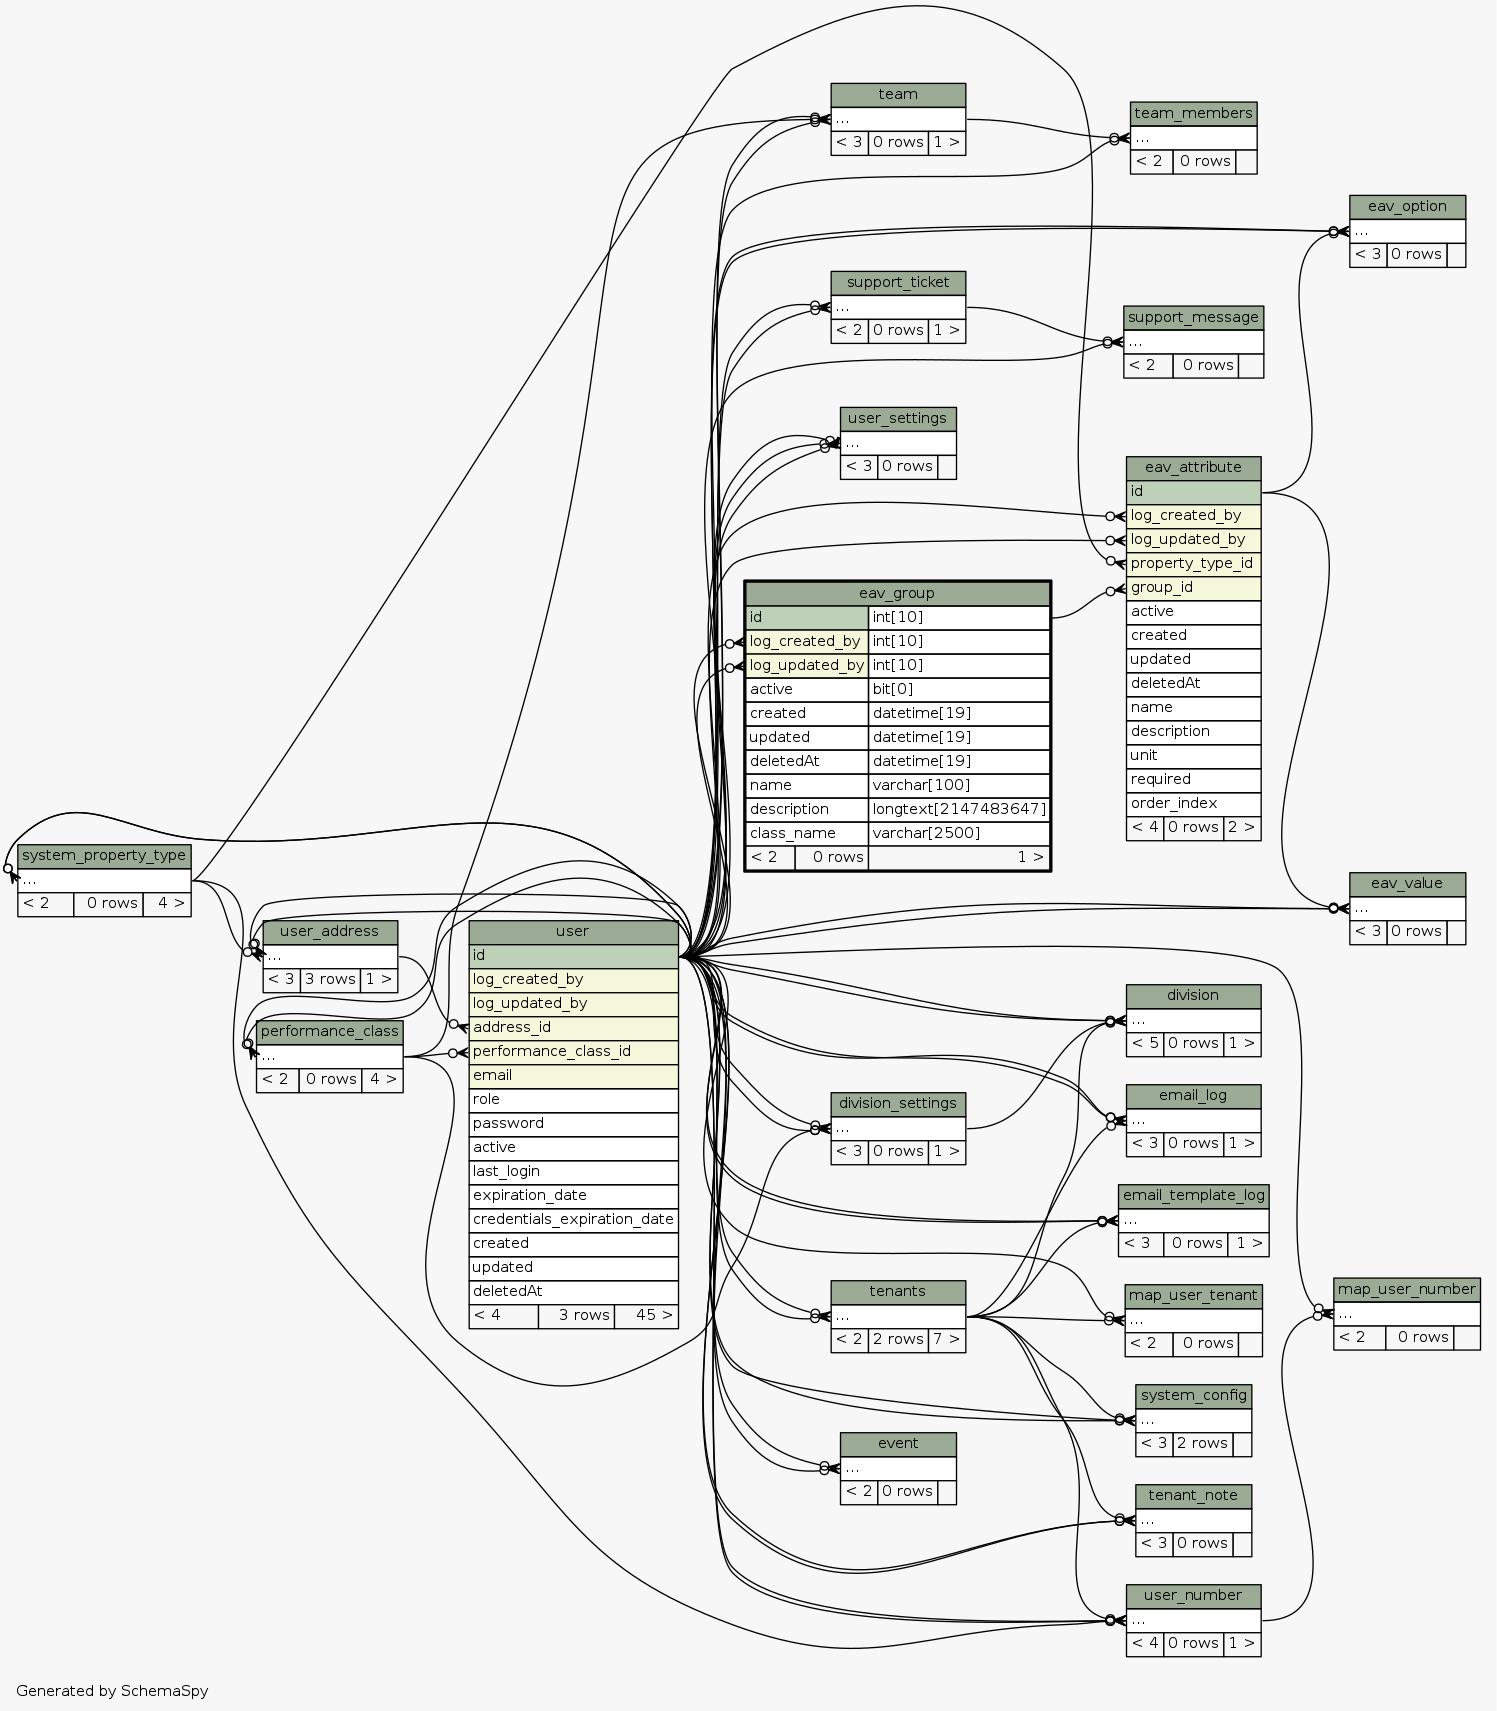 team
...
< 3 0 rows 1 >
team_members
...
< 2 0 rows
eav_option
...
< 3 0 rows
support_ticket
...
< 2 0 rows 1 >
support_message
...
< 2 0 rows
user_settings
...
< 3 0 rows
eav_attribute
id
log_created_by
log_updated_by
property_type_id
group_id
active
created
updated
deletedAt
name
description
unit
required
order_index
< 4 0 rows 2 >
eav_group
id int[10]
log_created_by int[10]
log_updated_by int[10]
active bit[0]
created datetime[19]
updated datetime[19]
deletedAt datetime[19]
name varchar[100]
description longtext[2147483647]
class_name varchar[2500]
< 2 0 rows 1 >
system_property_type
...
< 2 0 rows 4 >
eav_value
...
< 3 0 rows
user_address
...
< 3 3 rows 1 >
performance_class
...
< 2 0 rows 4 >
user
id
log_created_by
log_updated_by
address_id
performance_class_id
email
role
password
active
last_login
expiration_date
credentials_expiration_date
created
updated
deletedAt
< 4 3 rows 45 >
division
...
< 5 0 rows 1 >
division_settings
...
< 3 0 rows 1 >
email_log
...
< 3 0 rows 1 >
email_template_log
...
< 3 0 rows 1 >
tenants
...
< 2 2 rows 7 >
map_user_tenant
...
< 2 0 rows
map_user_number
...
< 2 0 rows
system_config
...
< 3 2 rows
event
...
< 2 0 rows
tenant_note
...
< 3 0 rows
user_number
...
< 4 0 rows 1 >
Generated by SchemaSpy